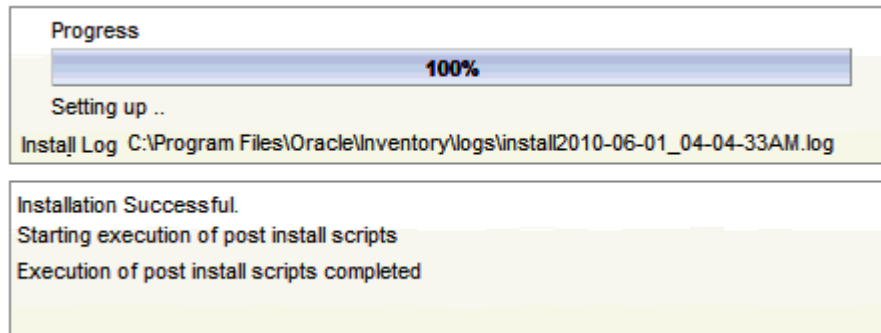 Progress
100%
Setting up ..
Install Log C:\Program Files\Oracle\Inventory\logs\install2010-06-01_04-04-33AM.log
Installation Successful.
Starting execution of post install scripts
Execution of post install scripts completed